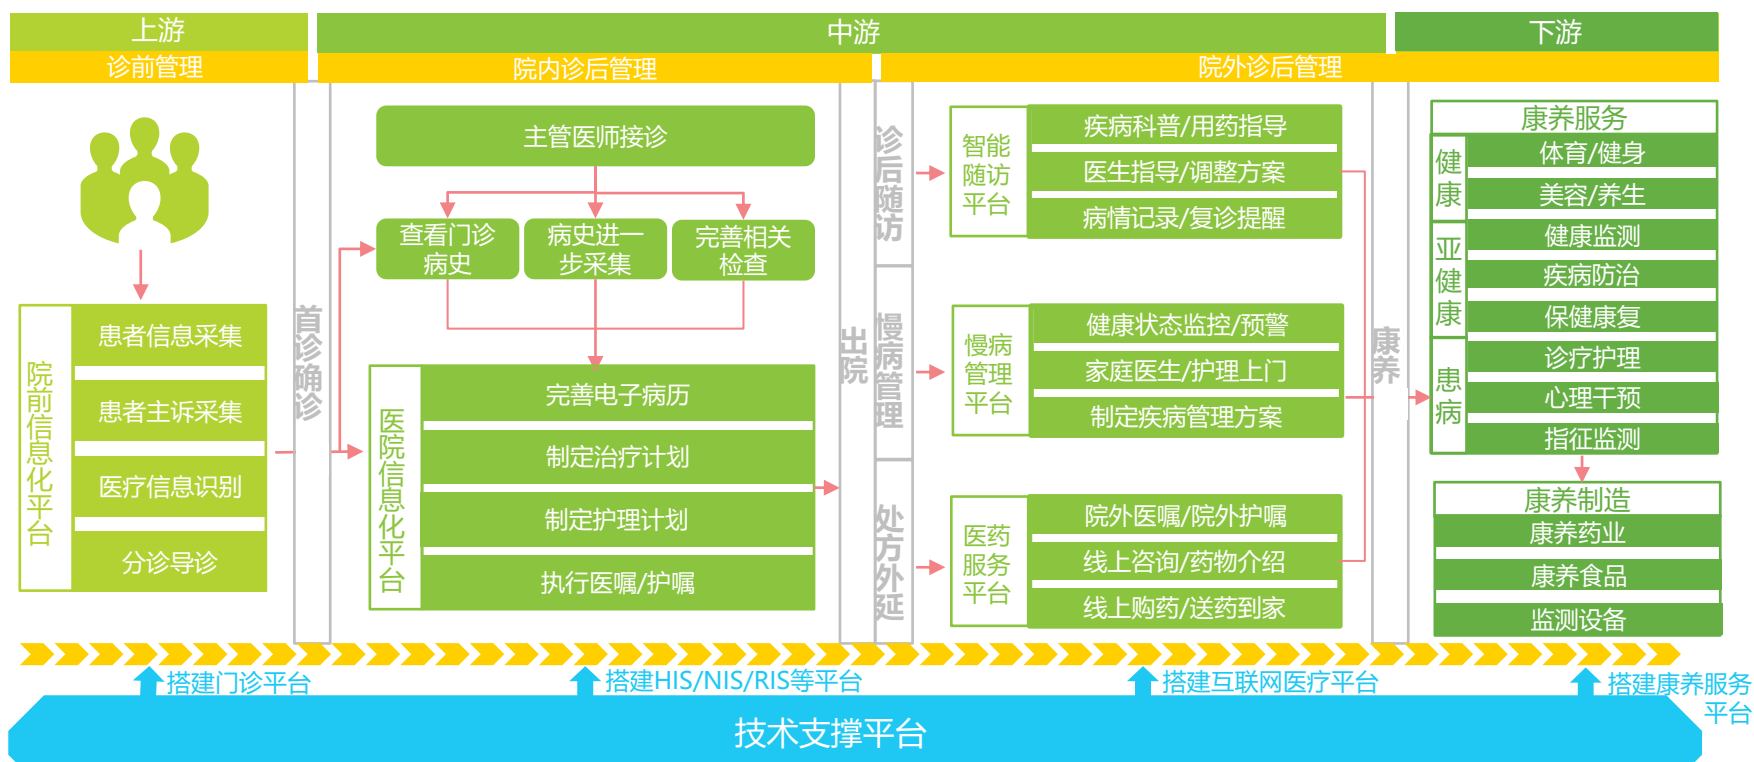 上游
中游
下游
诊前管理
院内诊后管理
院外诊后管理
院前信息化平台
患者信息采集
患者主诉采集
医疗信息识别
分诊导诊
首诊确诊
主管医师接诊
查看门诊
病史
病史进一
步采集
完善相关
检查
医院信息化平台
完善电子病历
制定治疗计划
制定护理计划
执行医嘱/护嘱
出院
诊后随访
慢病管理
处方外延
智能
随访
平台
疾病科普/用药指导
医生指导/调整方案
病情记录/复诊提醒
慢病
管理
平台
健康状态监控/预警
家庭医生/护理上门
制定疾病管理方案
医药
服务
平台
院外医嘱/院外护嘱
线上咨询/药物介绍
线上购药/送药到家
康养
康养服务
健康
体育/健身
美容/养生
亚健康
健康监测
疾病防治
保健康复
患病
诊疗护理
心理干预
指征监测
康养制造
康养药业
康养食品
监测设备
搭建门诊平台
搭建HIS/NIS/RIS等平台
搭建互联网医疗平台
搭建康养服务
平台
技术支撑平台